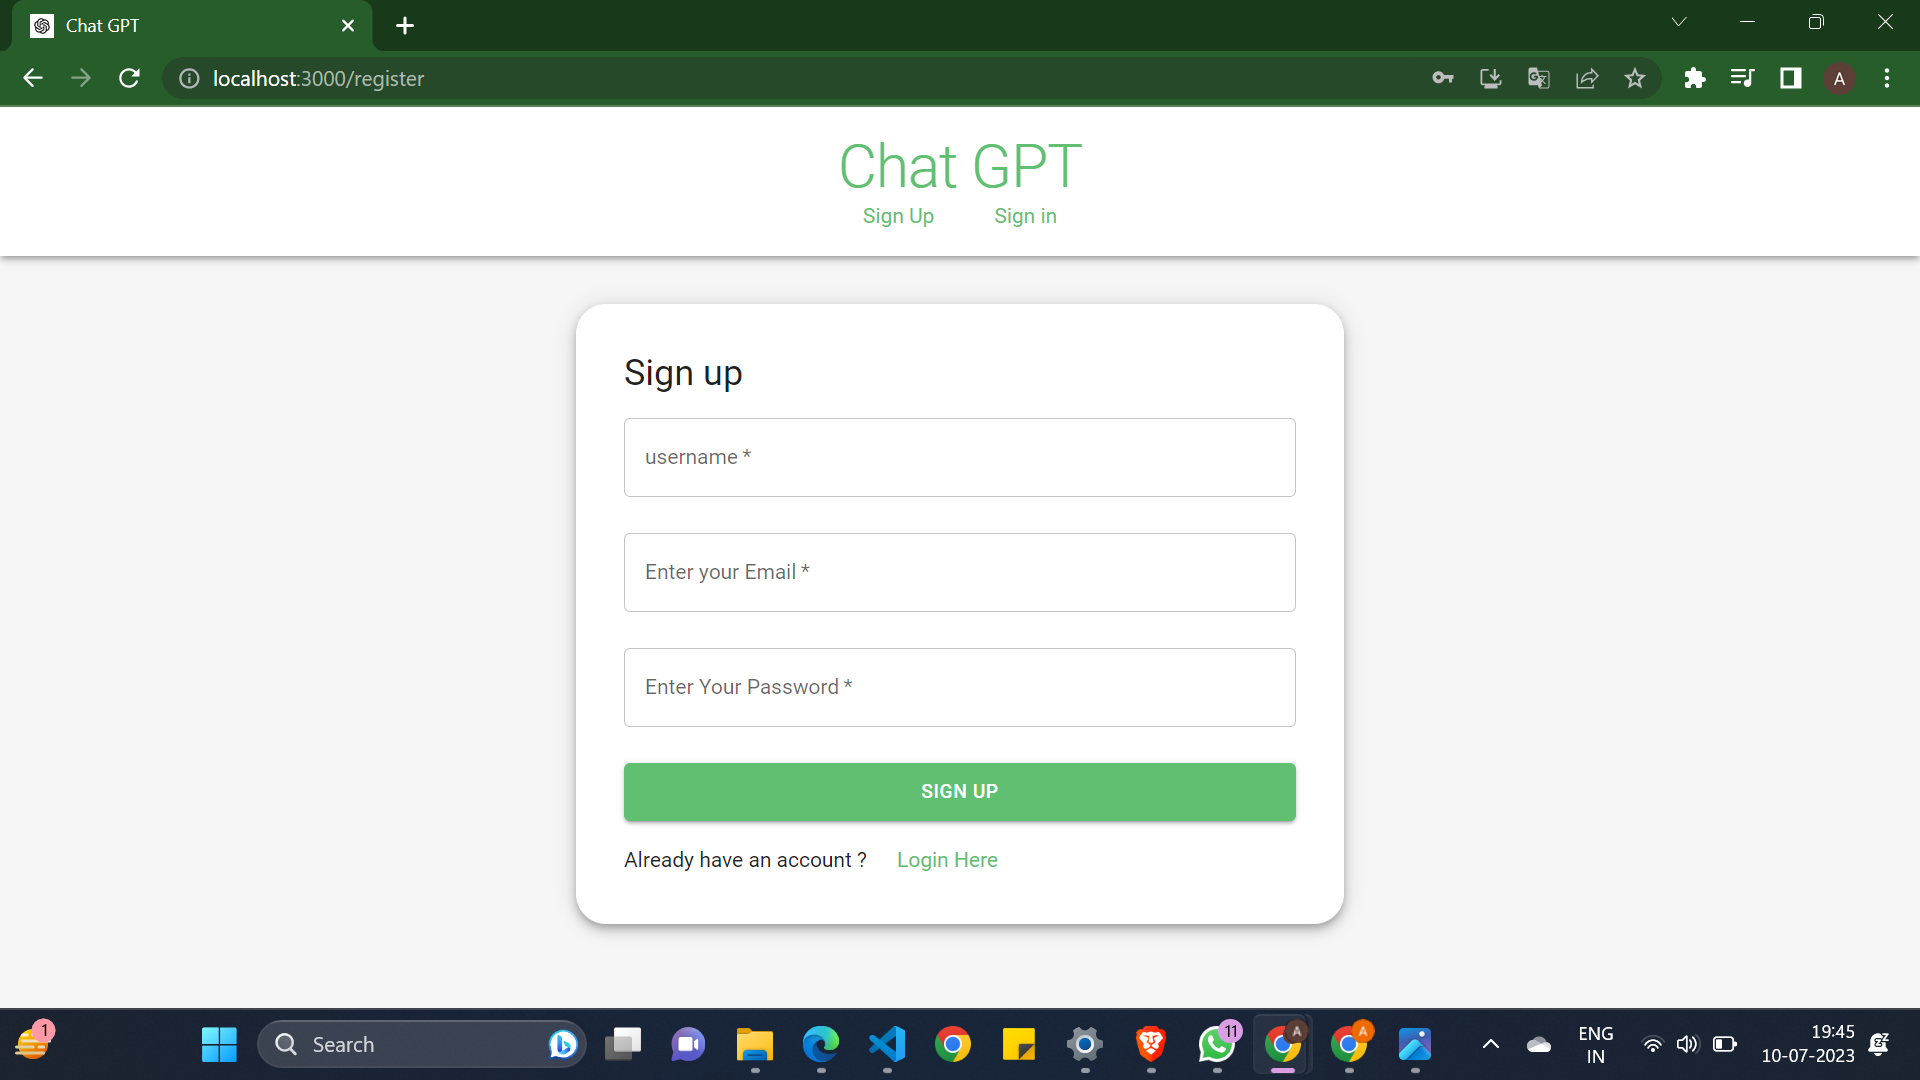 Chat GPT
localhost:3000/register
A
Chat GPT
Sign Up Sign in
Sign up
username *
Enter your Email *
Enter Your Password *
SIGN UP
Already have an account ? Login Here
1
Search
11
A
A
ENG
IN
19:45
10-07-2023